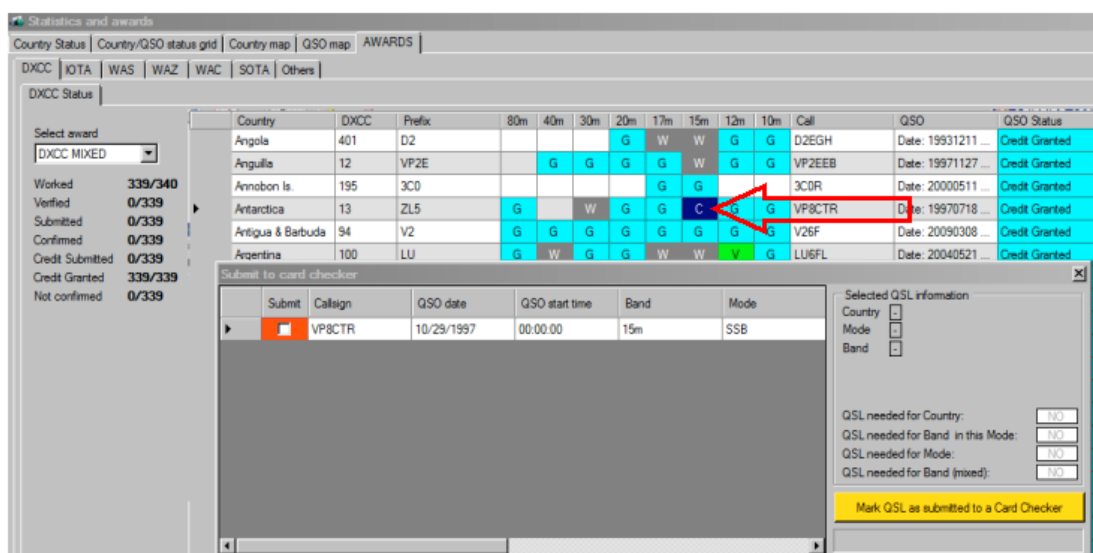 Statistics and awards
Country Status Country/QSO status grid Country map QSO map AWARDS
DXCC IOTA WAS WAZ WAC SOTA Others
DXCC Status
Select award
DXCC MIXED
Worked 339/340
Verified 0/339
Submitted 0/339
Confirmed 0/339
Credit Submitted 0/339
Credit Granted 339/339
Not confirmed 0/339
Country DXCC Prefix 80m 40m 30m 20m 17m 15m 12m 10m Call QSO QSO Status
Angola 401 D2 G W W G G D2EGH Date: 19931211 ... Credit Granted
Anguilla 12 VP2E G G G G W G G VP2EEB Date: 19971127 ... Credit Granted
Annobon Is. 195 3C0 G G 3C0R Date: 20000511 ... Credit Granted
Antarctica 13 ZL5 G W G G C G G VP8CTR Date: 19970718 ... Credit Granted
Antigua & Barbuda 94 V2 G G G G G G G G V26F Date: 20090308 ... Credit Granted
Argentina 100 LU G W G G W W V G LU6FL Date: 20040521 ... Credit Granted
Submit to card checker
Submit Callsign QSO date QSO start time Band Mode
VP8CTR 10/29/1997 00:00:00 15m SSB
Selected QSL information
Country -
Mode -
Band -
QSL needed for Country: NO
QSL needed for Band in this Mode: NO
QSL needed for Mode: NO
QSL needed for Band (mixed): NO
Mark QSL as submitted to a Card Checker